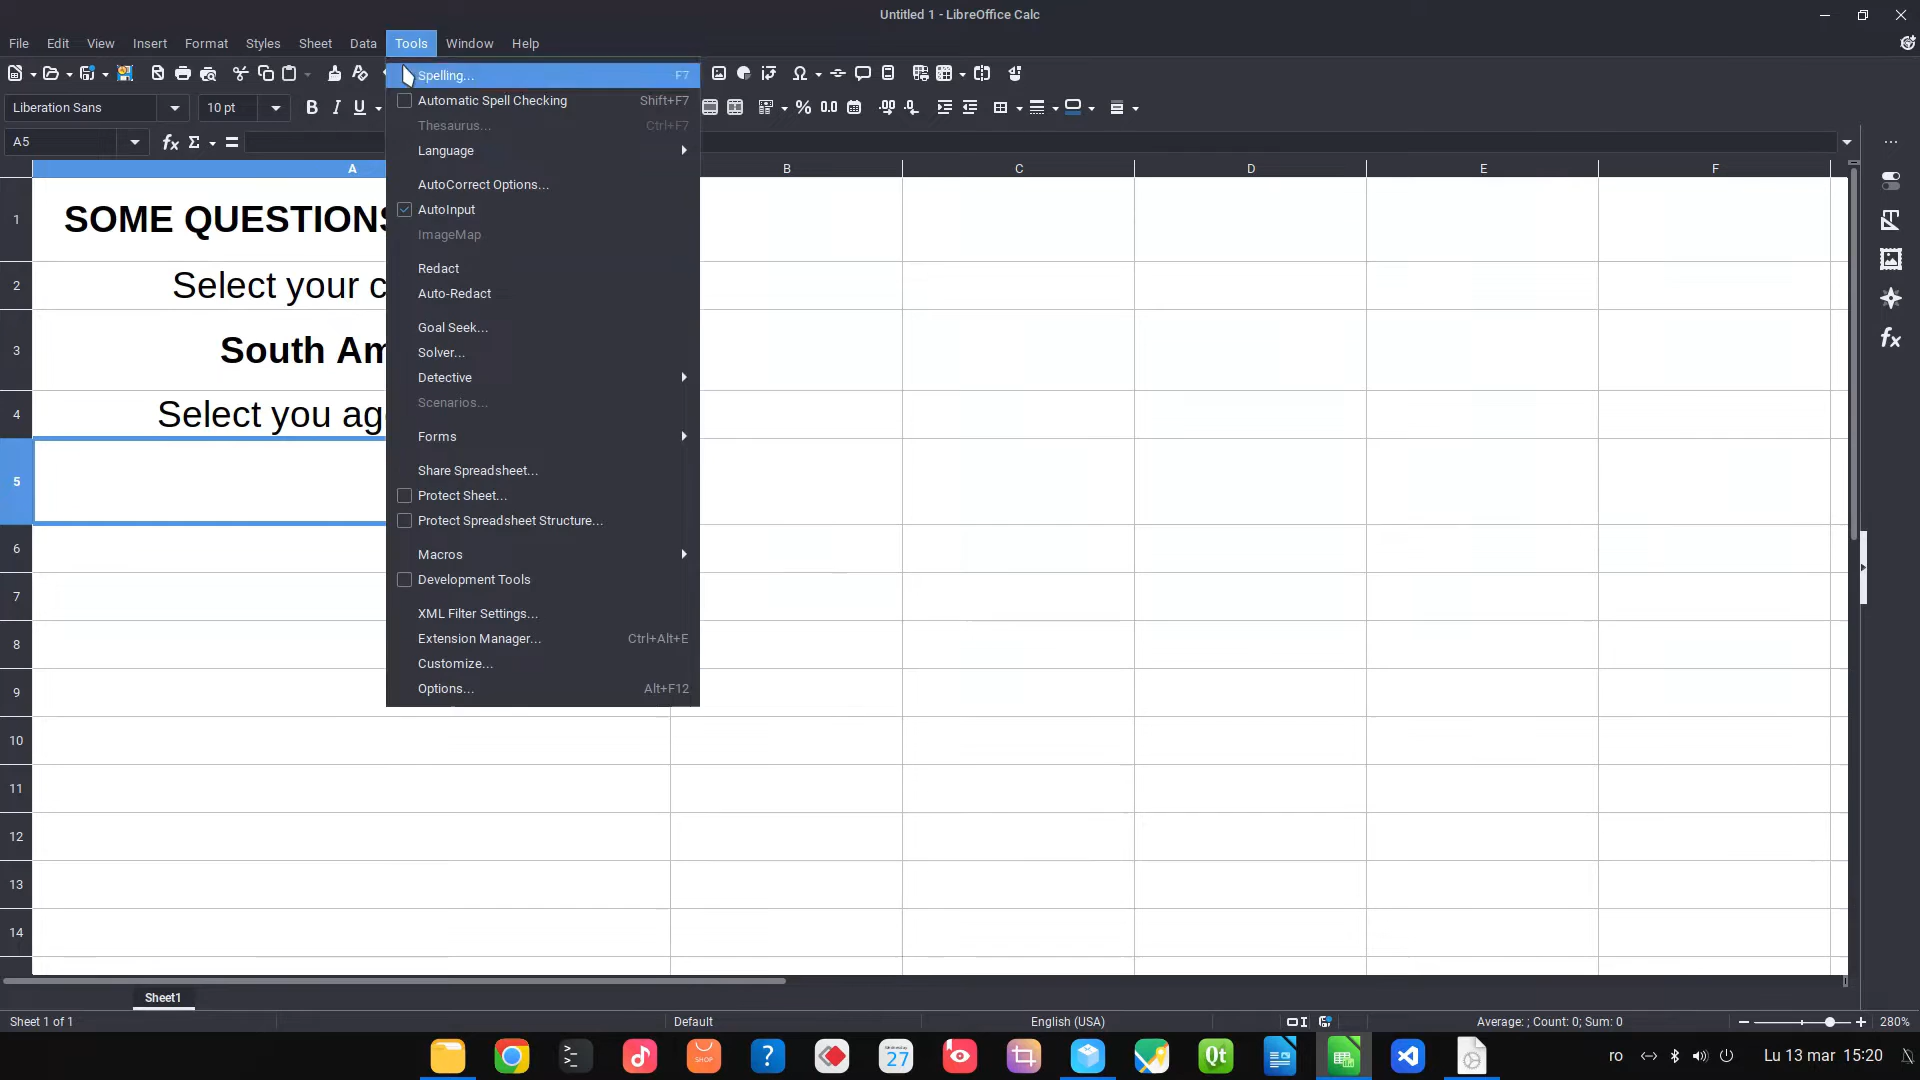 Untitled 1 - LibreOffice Calc
File Edit View Insert Format Styles Sheet Data Tools Window Help
Liberation Sans 10 pt
A5
Spelling... F7
Automatic Spell Checking Shift+F7
Thesaurus... Ctrl+F7
Language
AutoCorrect Options...
AutoInput
ImageMap
Redact
Auto-Redact
Goal Seek...
Solver...
Detective
Scenarios...
Forms
Share Spreadsheet...
Protect Sheet...
Protect Spreadsheet Structure...
Macros
Development Tools
XML Filter Settings...
Extension Manager... Ctrl+Alt+E
Customize...
Options... Alt+F12
A B C D E F
1 SOME QUESTIONS
2 Select your c
3 South Am
4 Select you ag
5
6
7
8
9
10
11
12
13
14
Sheet1
Sheet 1 of 1 Default English (USA) Average: ; Count: 0; Sum: 0 280%
SHOP
27
Qt
ro Lu 13 mar 15:20